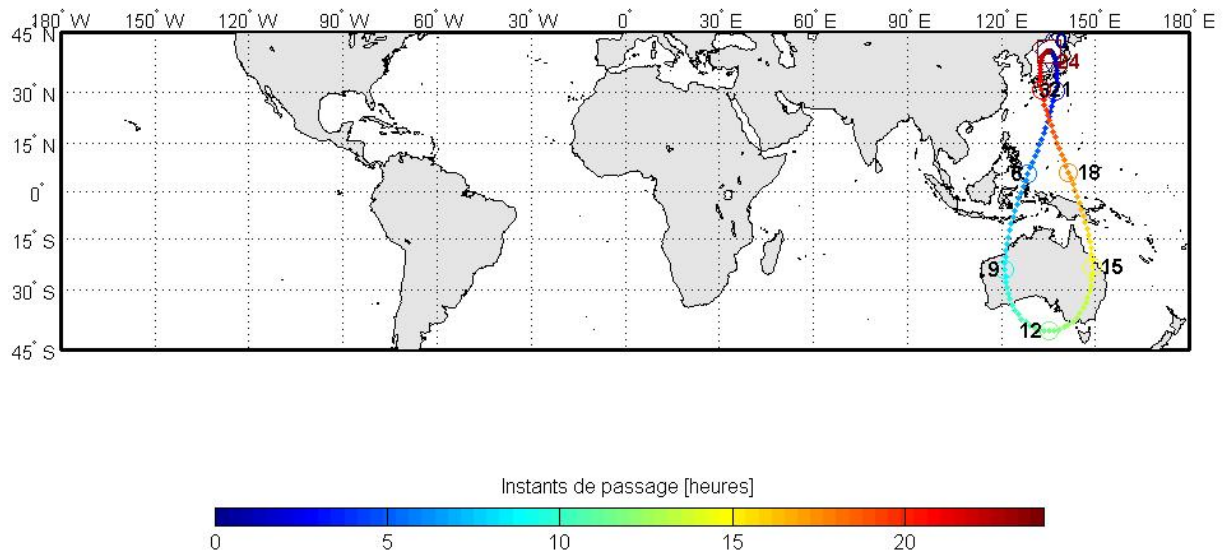 180° W 150° W 120° W 90° W 60° W 30° W 0° 30° E 60° E 90° E 120° E 150° E 180° E
45° N
0
24
30° N
3 21
15° N
6 18
0°
15° S
9 15
30° S
12
45° S
Instants de passage [heures]
0 5 10 15 20